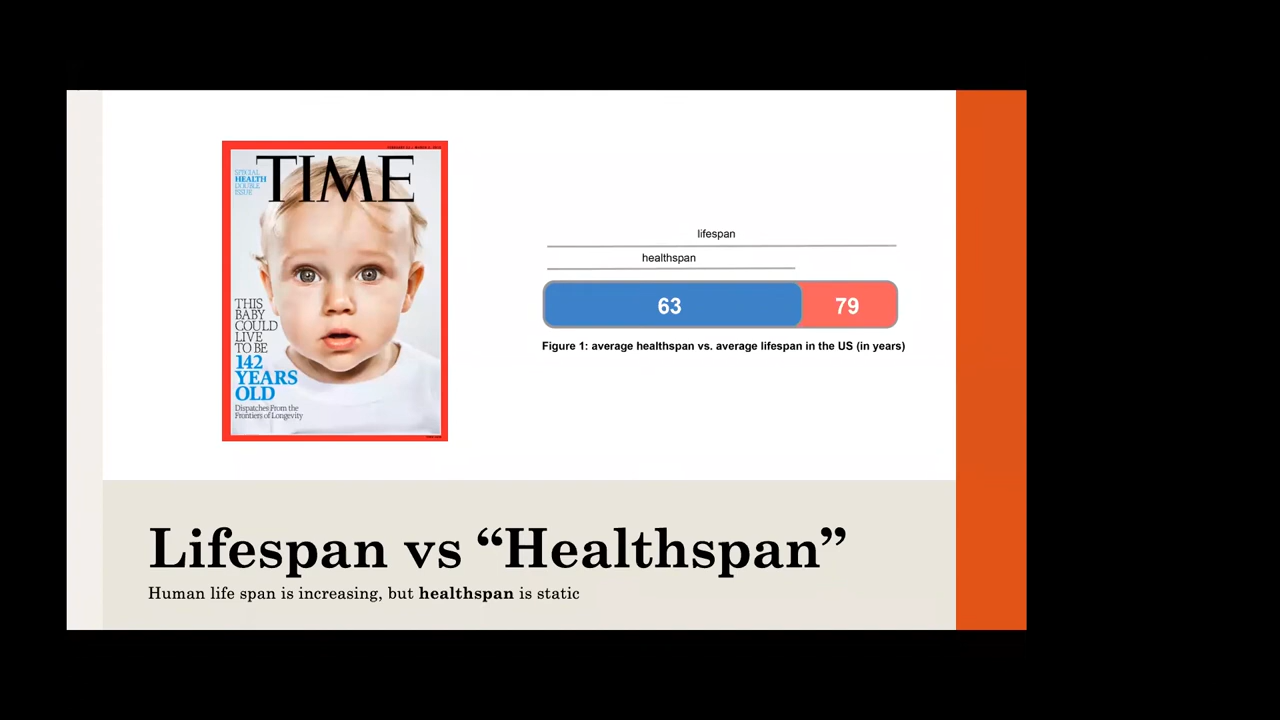 TIME
SPECIAL
HEALTH
DOUBLE
ISSUE
THIS
BABY
COULD
LIVE
TO BE
142
YEARS
OLD
Dispatches From the
Frontiers of Longevity
lifespan
healthspan
63 79
Figure 1: average healthspan vs. average lifespan in the US (in years)
Lifespan vs “Healthspan”
Human life span is increasing, but healthspan is static